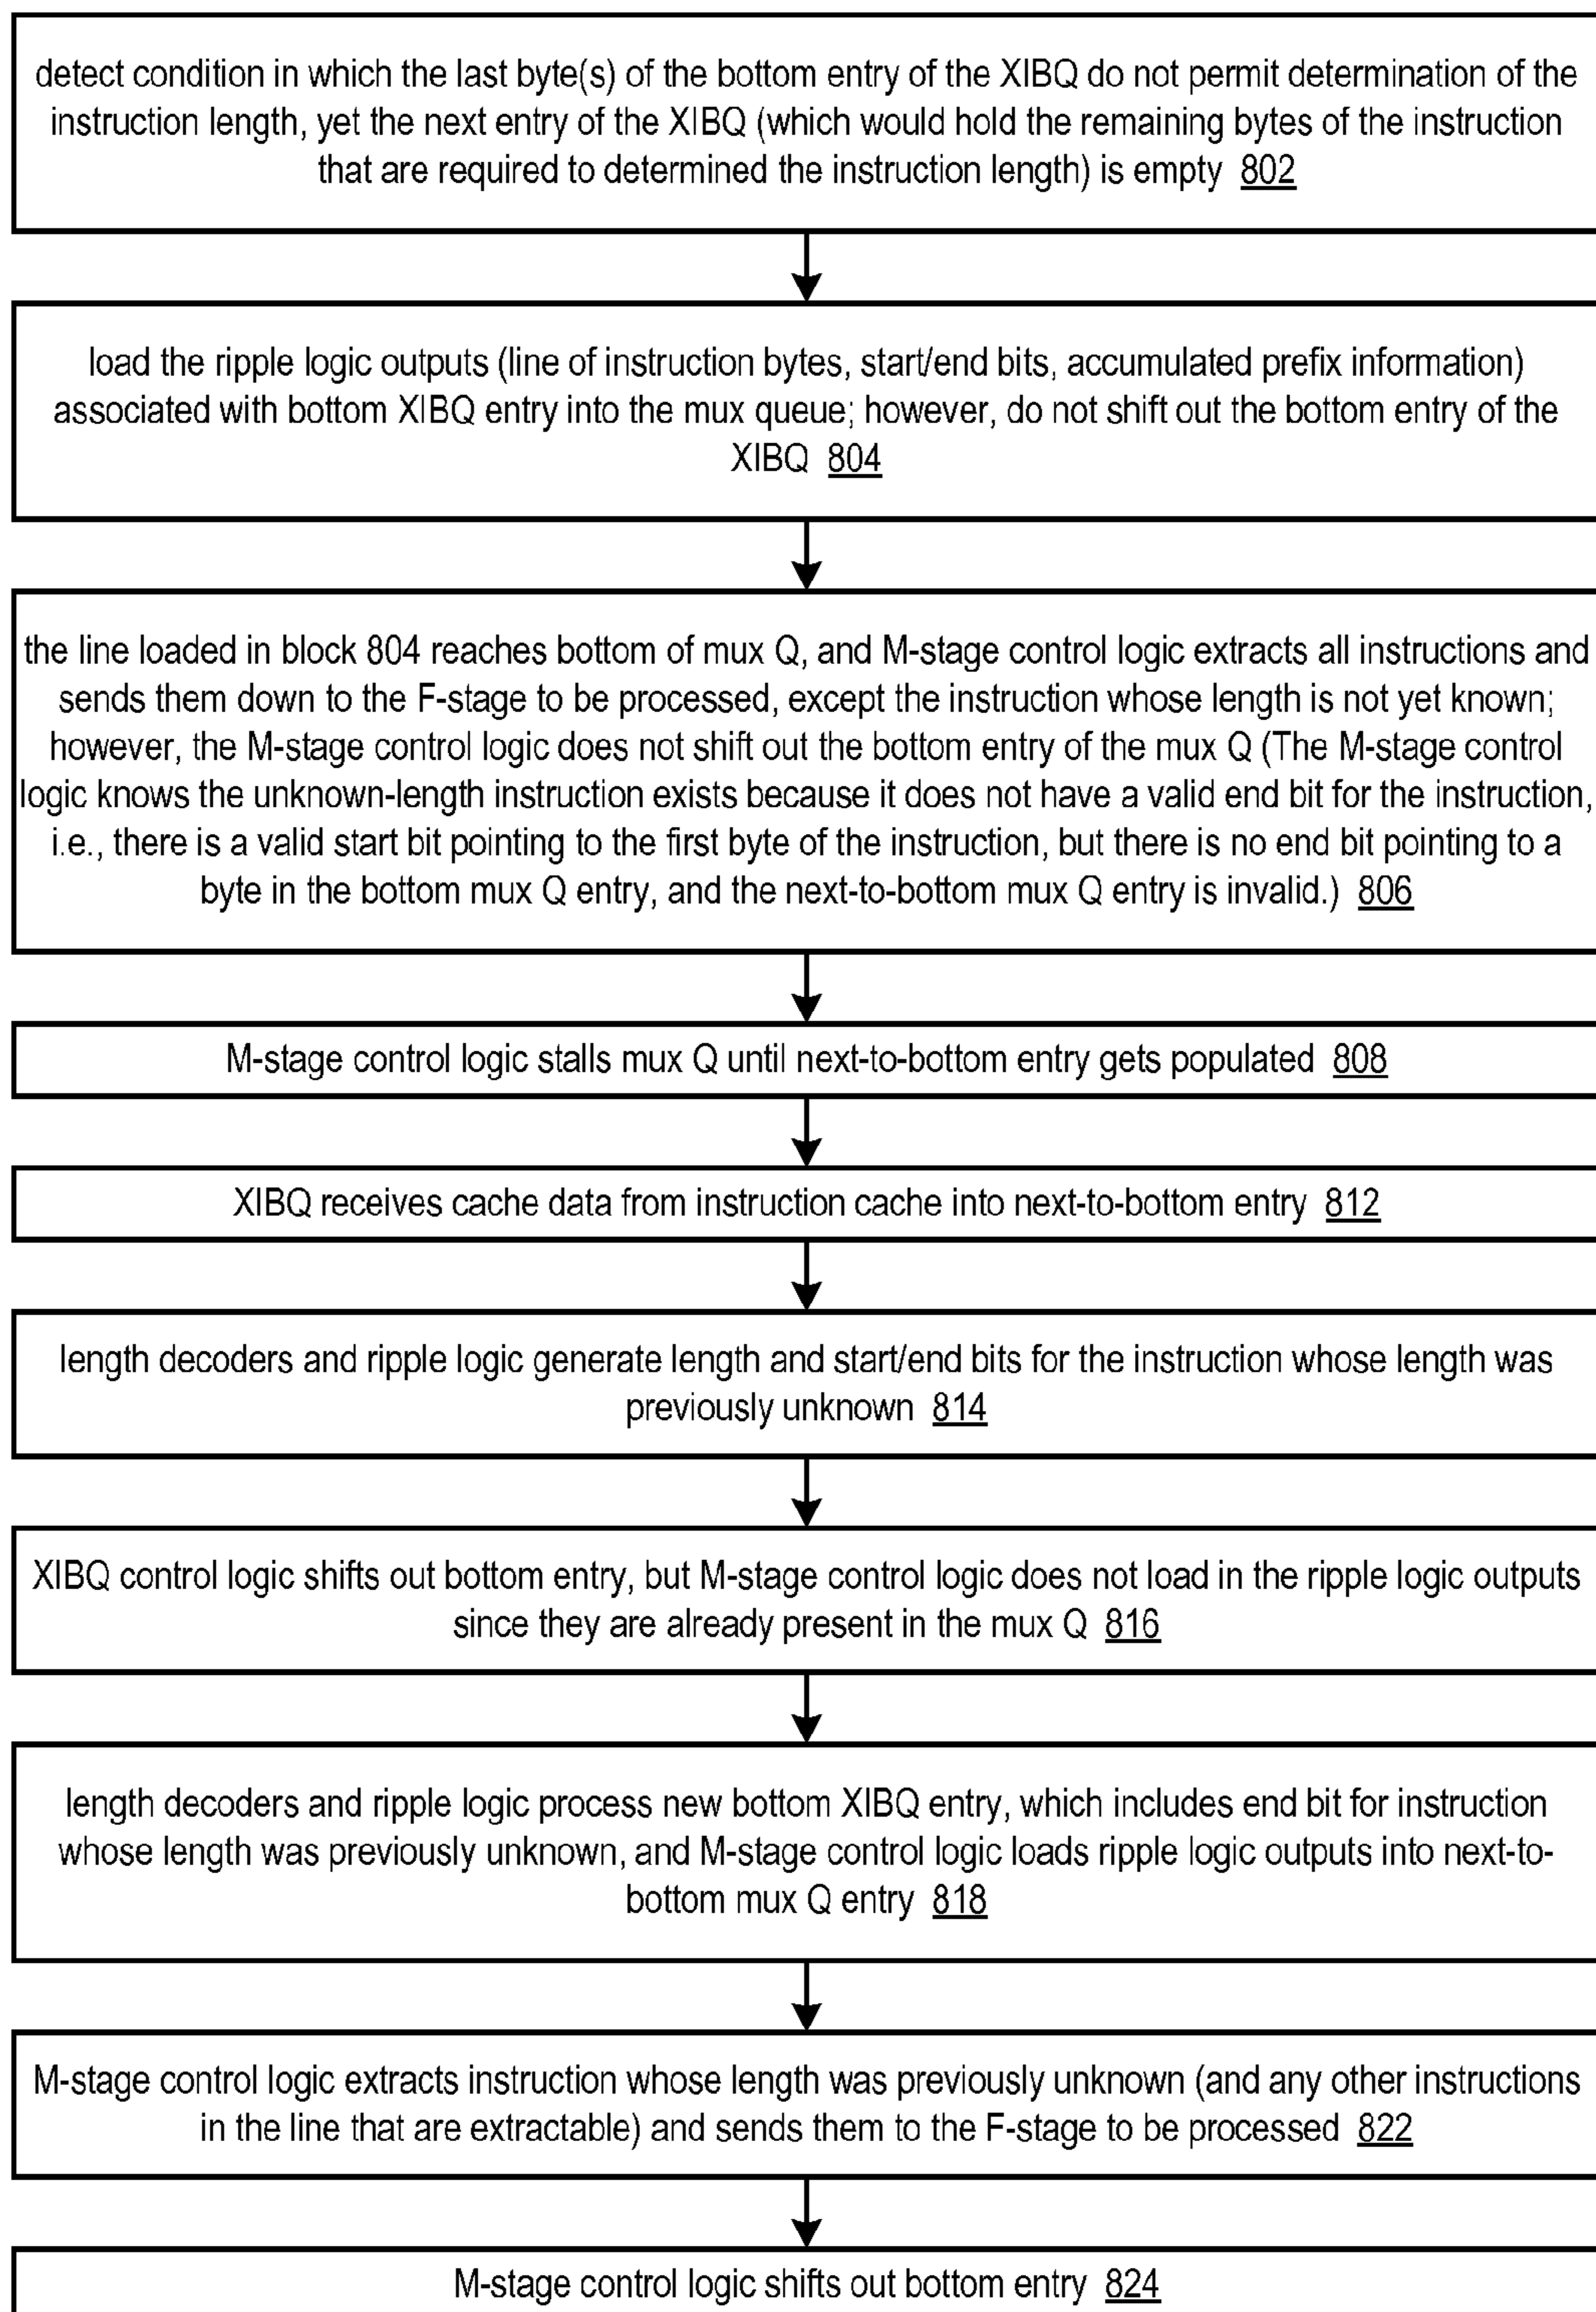 detect condition in which the last byte(s) of the bottom entry of the XIBQ do not permit determination of the
instruction length, yet the next entry of the XIBQ (which would hold the remaining bytes of the instruction
that are required to determined the instruction length) is empty 802
load the ripple logic outputs (line of instruction bytes, start/end bits, accumulated prefix information)
associated with bottom XIBQ entry into the mux queue; however, do not shift out the bottom entry of the
XIBQ 804
the line loaded in block 804 reaches bottom of mux Q, and M-stage control logic extracts all instructions and
sends them down to the F-stage to be processed, except the instruction whose length is not yet known;
however, the M-stage control logic does not shift out the bottom entry of the mux Q (The M-stage control
logic knows the unknown-length instruction exists because it does not have a valid end bit for the instruction,
i.e., there is a valid start bit pointing to the first byte of the instruction, but there is no end bit pointing to a
byte in the bottom mux Q entry, and the next-to-bottom mux Q entry is invalid.) 806
M-stage control logic stalls mux Q until next-to-bottom entry gets populated 808
XIBQ receives cache data from instruction cache into next-to-bottom entry 812
length decoders and ripple logic generate length and start/end bits for the instruction whose length was
previously unknown 814
XIBQ control logic shifts out bottom entry, but M-stage control logic does not load in the ripple logic outputs
since they are already present in the mux Q 816
length decoders and ripple logic process new bottom XIBQ entry, which includes end bit for instruction
whose length was previously unknown, and M-stage control logic loads ripple logic outputs into next-to-
bottom mux Q entry 818
M-stage control logic extracts instruction whose length was previously unknown (and any other instructions
in the line that are extractable) and sends them to the F-stage to be processed 822
M-stage control logic shifts out bottom entry 824